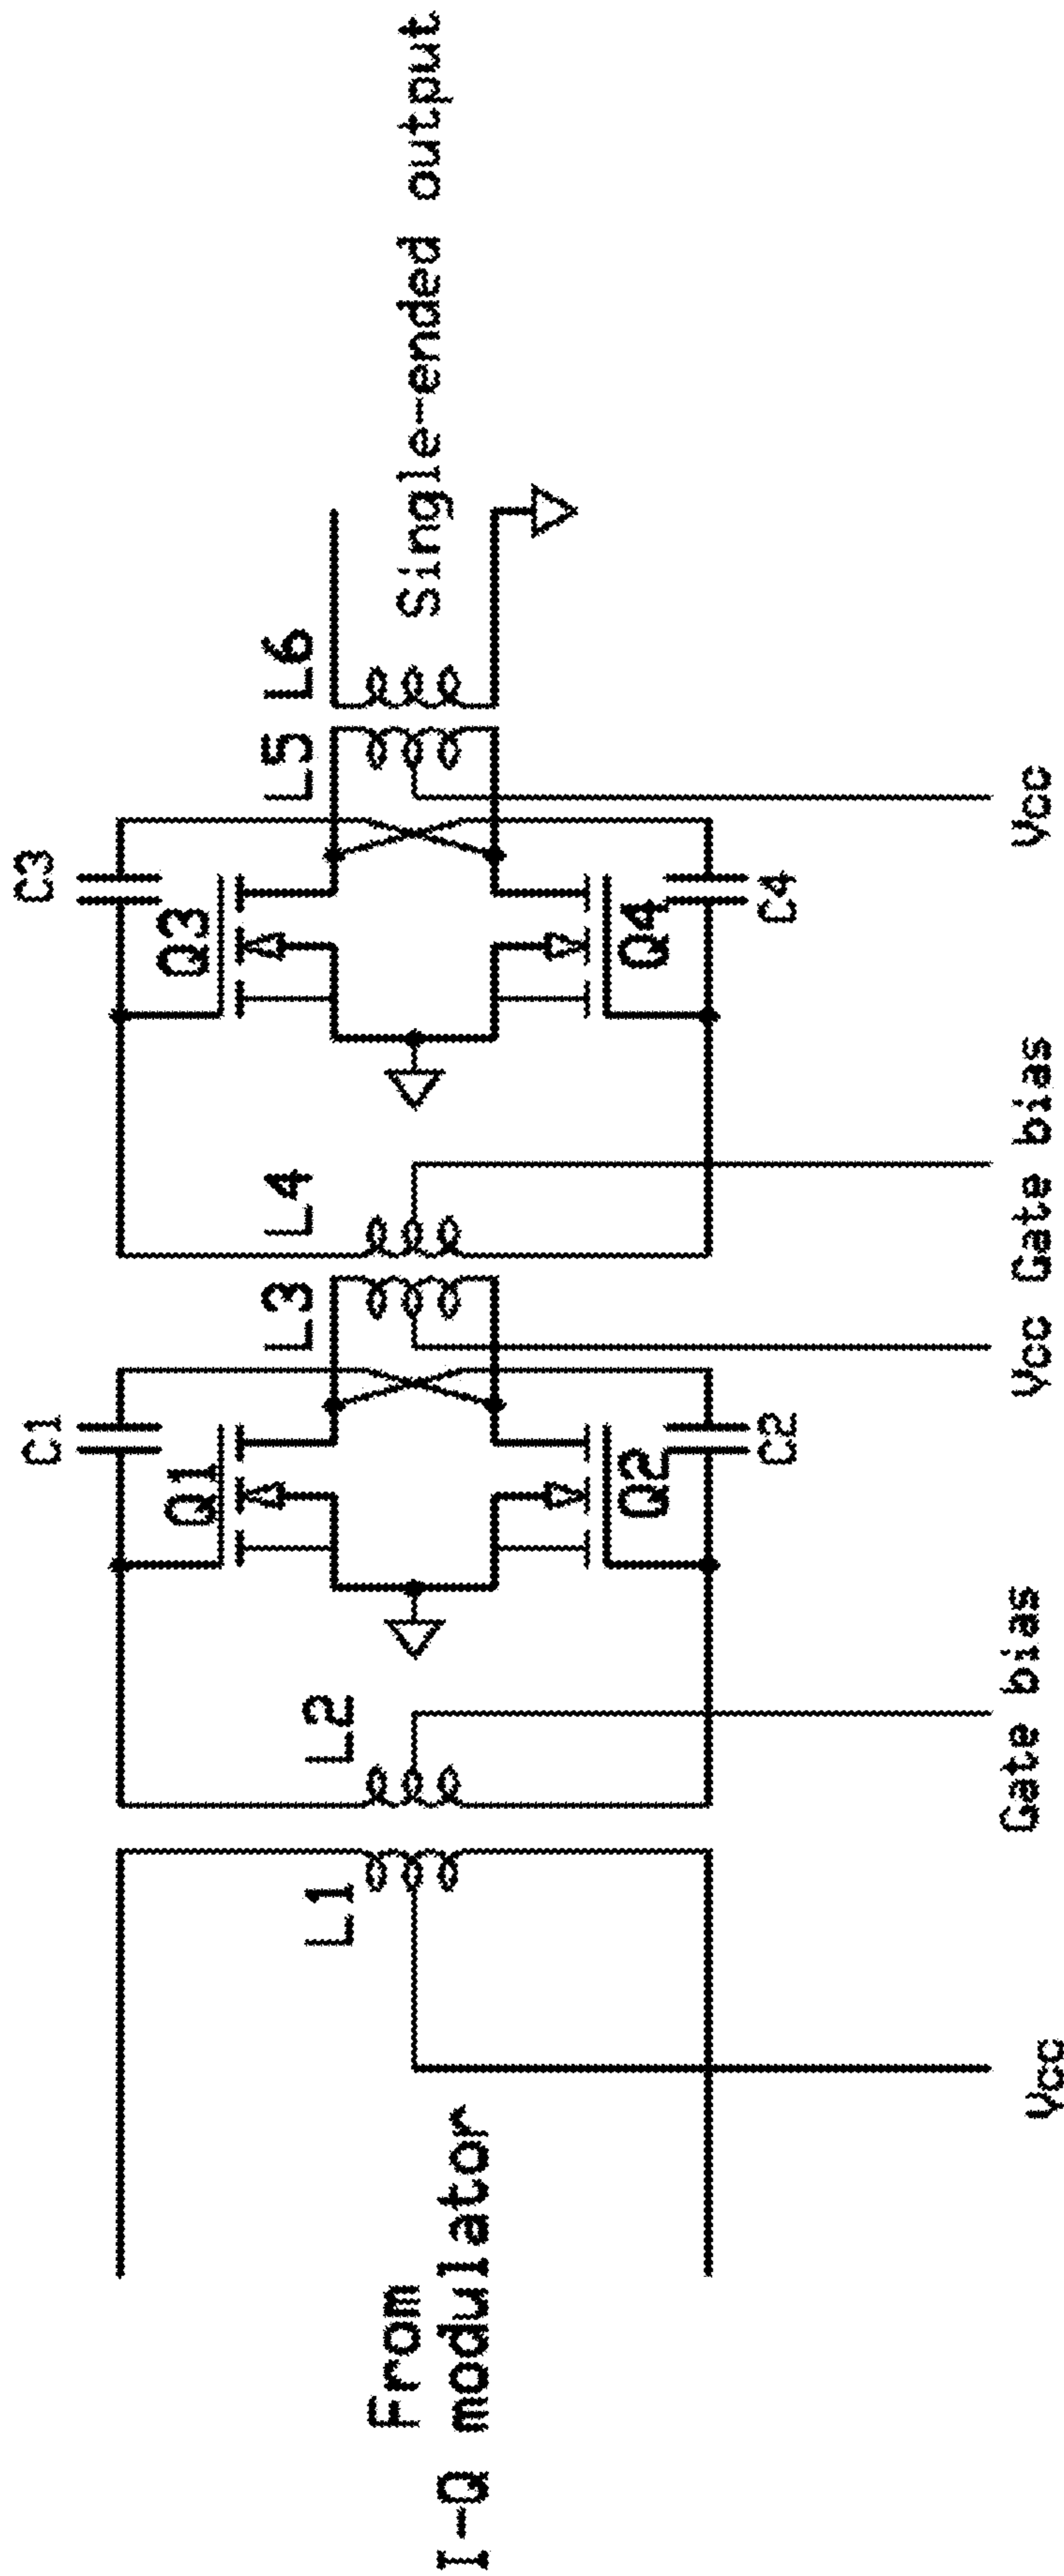 From
I-Q modulator
L1
L2
C1
Q1
Q2
C2
L3
L4
C3
Q3
Q4
C4
L5
L6
Single-ended output
Vcc
Gate bias
Vcc
Gate bias
Vcc